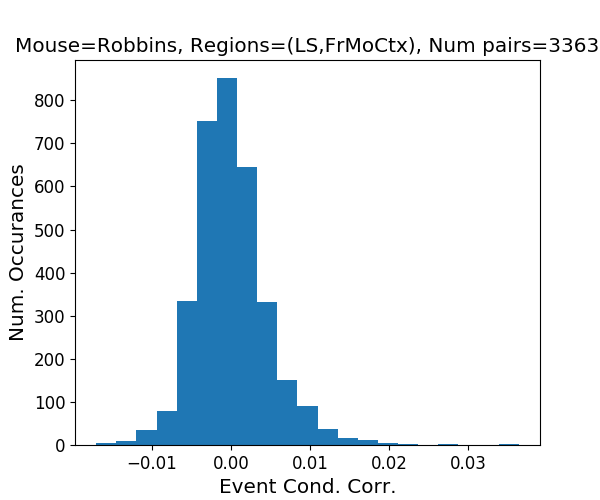 Mouse=Robbins, Regions=(LS,FrMoCtx), Num pairs=3363
800
700
600
500
400
300
200
100
0
Num. Occurances
−0.01 0.00 0.01 0.02 0.03
Event Cond. Corr.